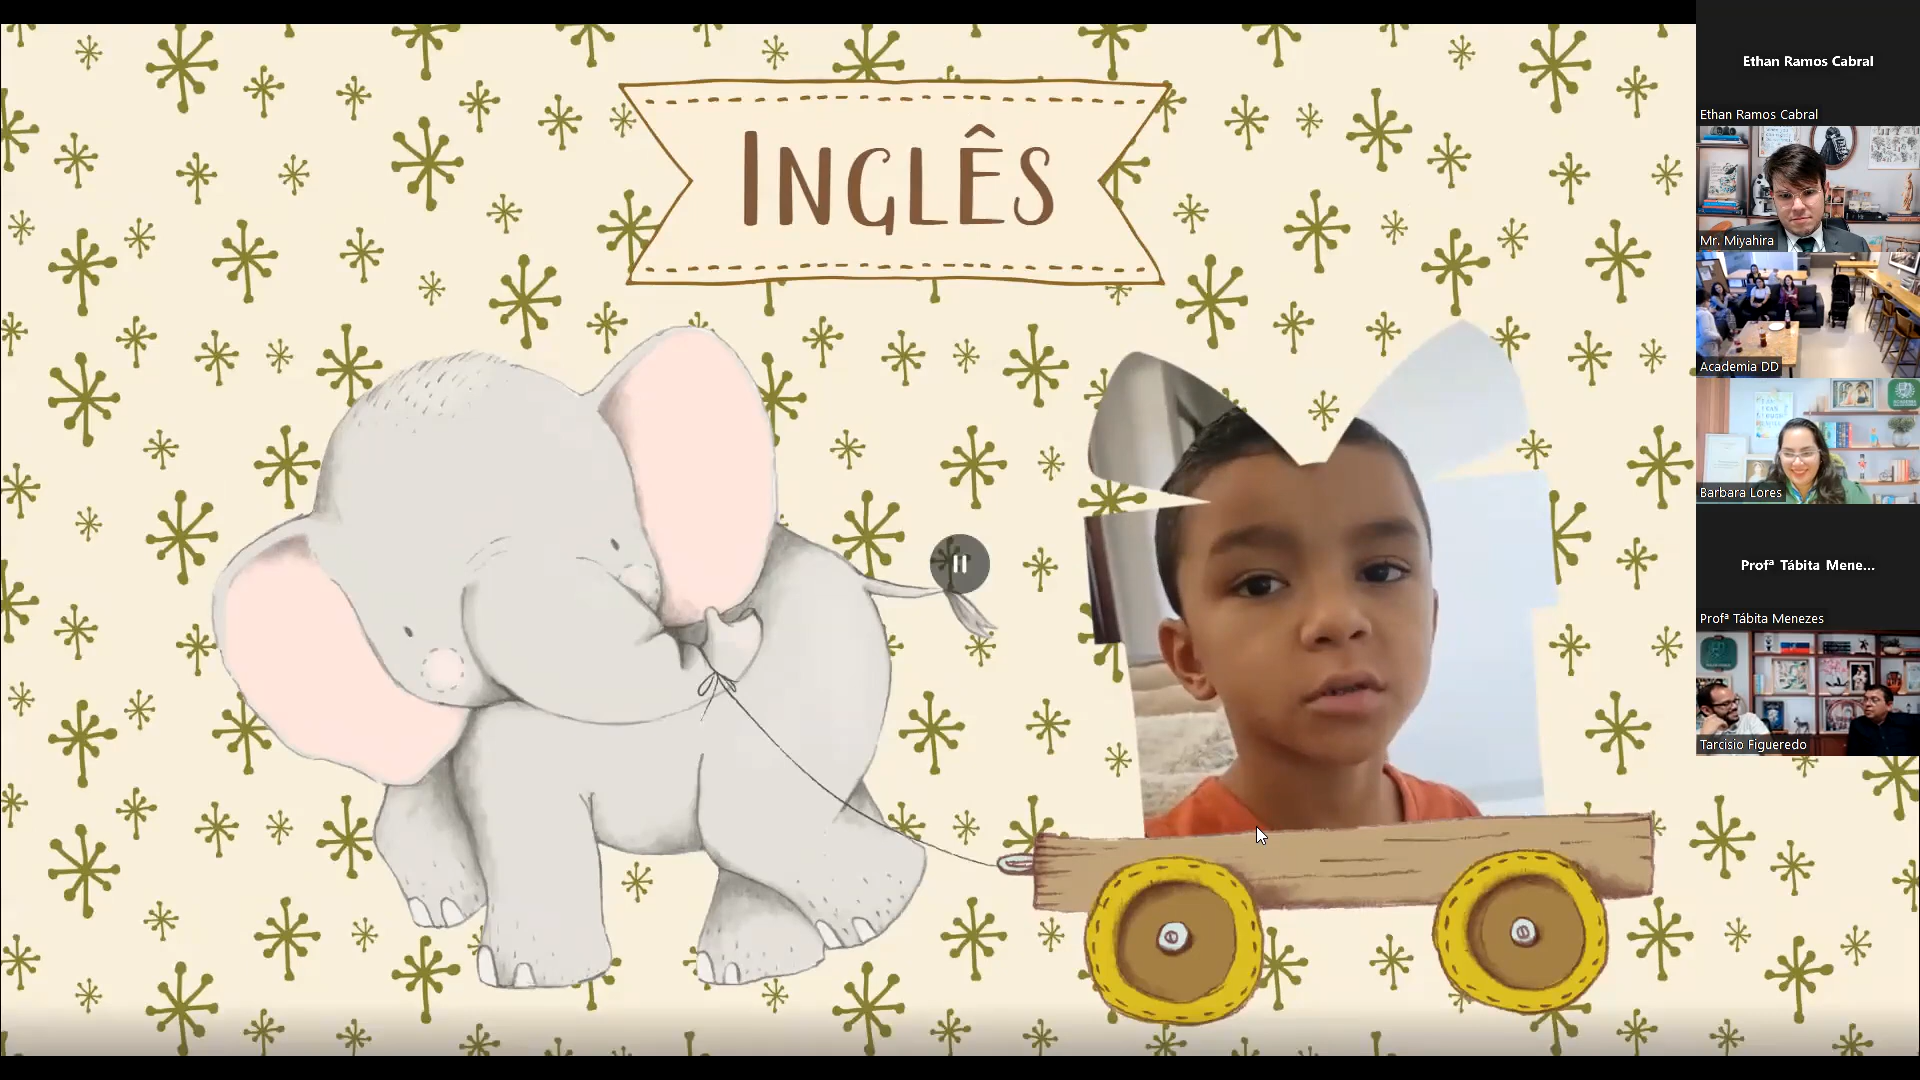 INGLÊS
Ethan Ramos Cabral
Ethan Ramos Cabral
Mr. Miyahira
Academia DD
Barbara Lores
Profª Tábita Mene...
Profª Tábita Menezes
Tarcisio Figueredo